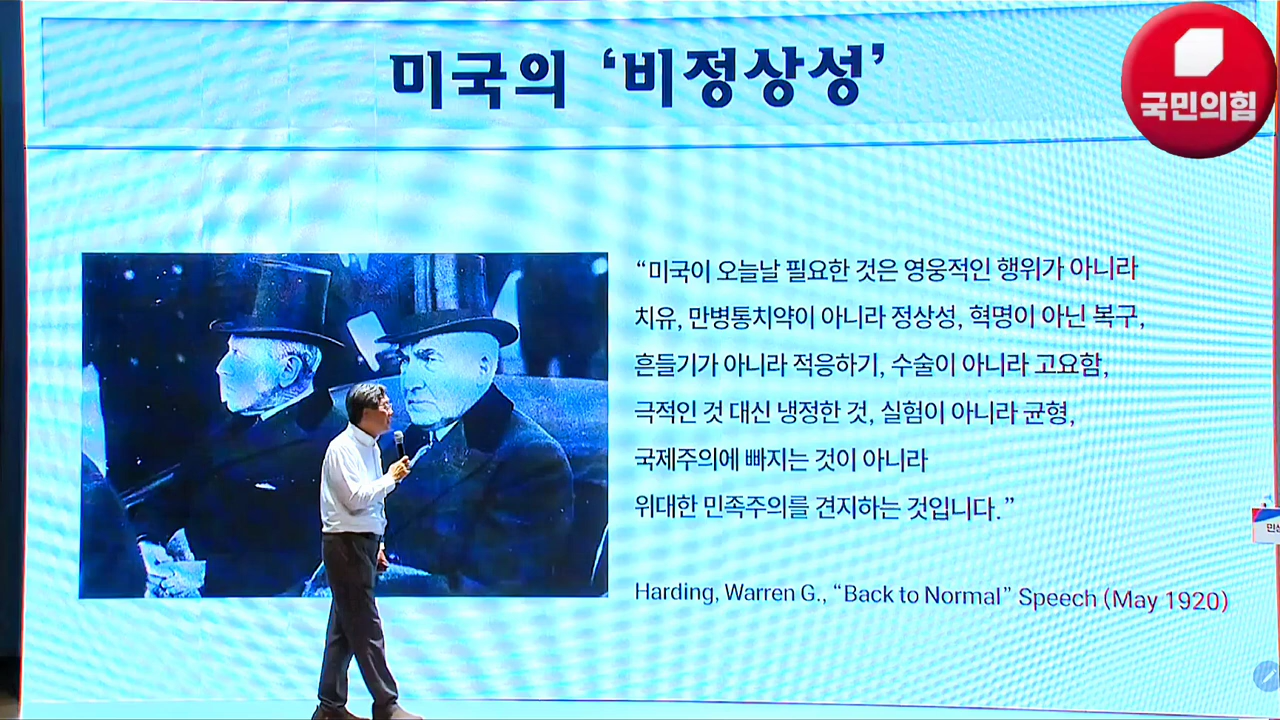 미국의 ‘비정상성’
국민의힘
“미국이 오늘날 필요한 것은 영웅적인 행위가 아니라
치유, 만병통치약이 아니라 정상성, 혁명이 아닌 복구,
흔들기가 아니라 적응하기, 수술이 아니라 고요함,
극적인 것 대신 냉정한 것, 실험이 아니라 균형,
국제주의에 빠지는 것이 아니라
위대한 민족주의를 견지하는 것입니다.”
Harding, Warren G., “Back to Normal” Speech (May 1920)